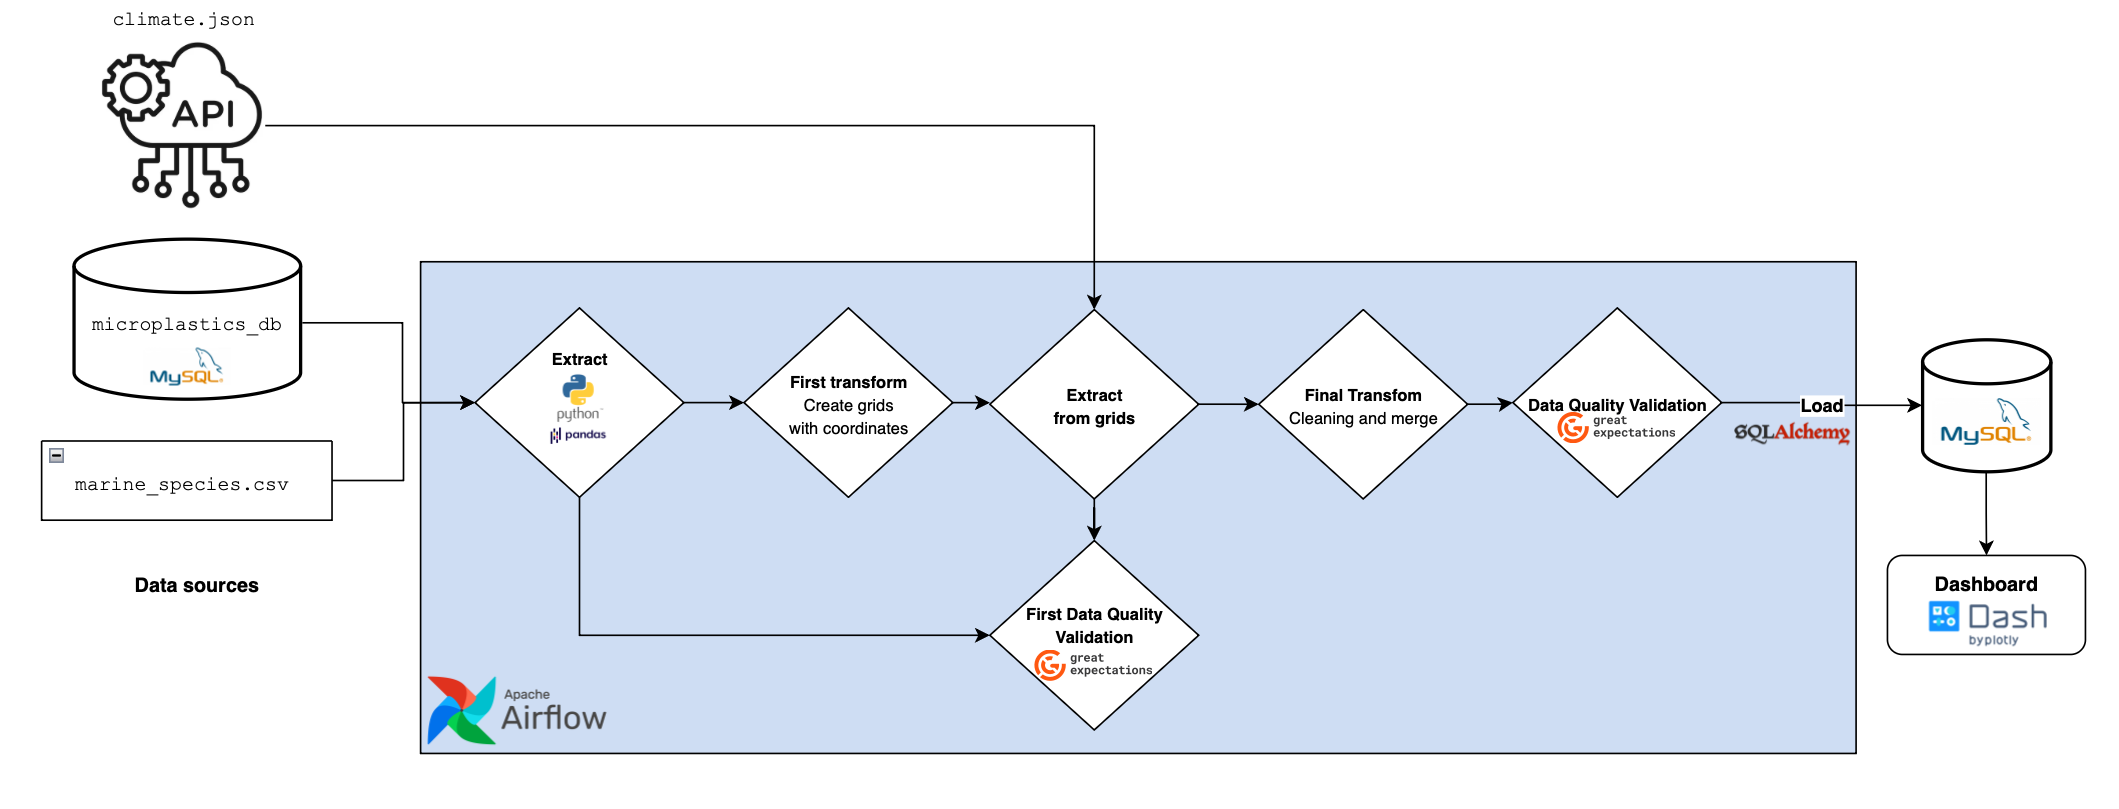 climate.json
API
microplastics_db
MySQL
marine_species.csv
Data sources
Extract
python
pandas
First transform
Create grids
with coordinates
Extract
from grids
Final Transfom
Cleaning and merge
Data Quality Validation
great
expectations
Load
SQLAlchemy
MySQL
Dashboard
Dash
byplotly
First Data Quality
Validation
great
expectations
Apache
Airflow